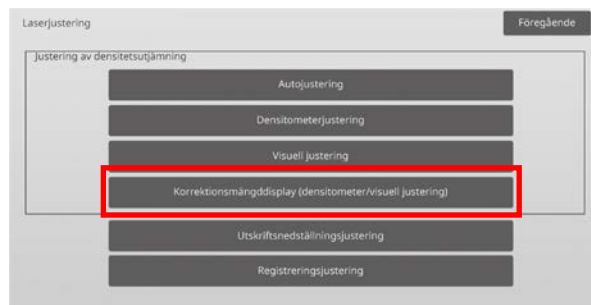 Laserjustering
Föregående
Justering av densitetsutjämning
Autojustering
Densitometerjustering
Visuell justering
Korrektionsmängddisplay (densitometer/visuell justering)
Utskriftsnedställningsjustering
Registreringsjustering